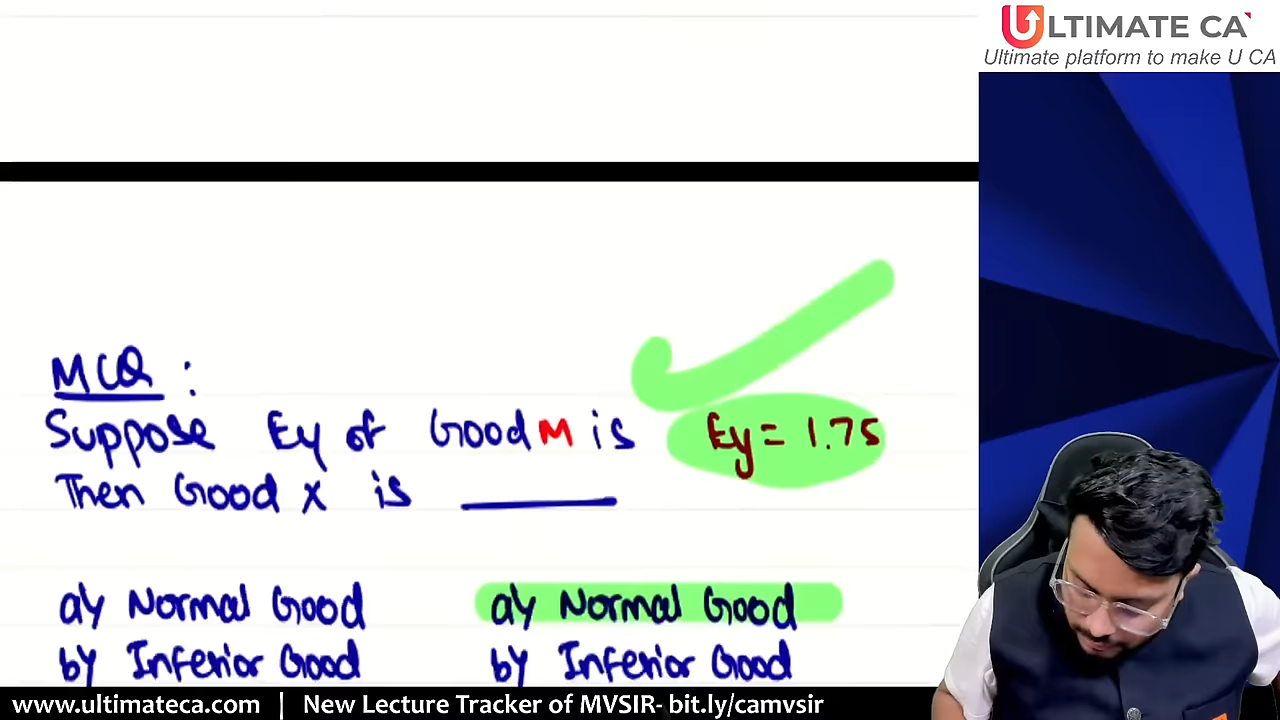 ULTIMATE CA
Ultimate platform to make U CA
MCQ :
Suppose Ey of Good M is Ey = 1.75
Then Good x is ______
a) Normal Good a) Normal Good
b) Inferior Good b) Inferior Good
www.ultimateca.com | New Lecture Tracker of MVSIR- bit.ly/camvsir